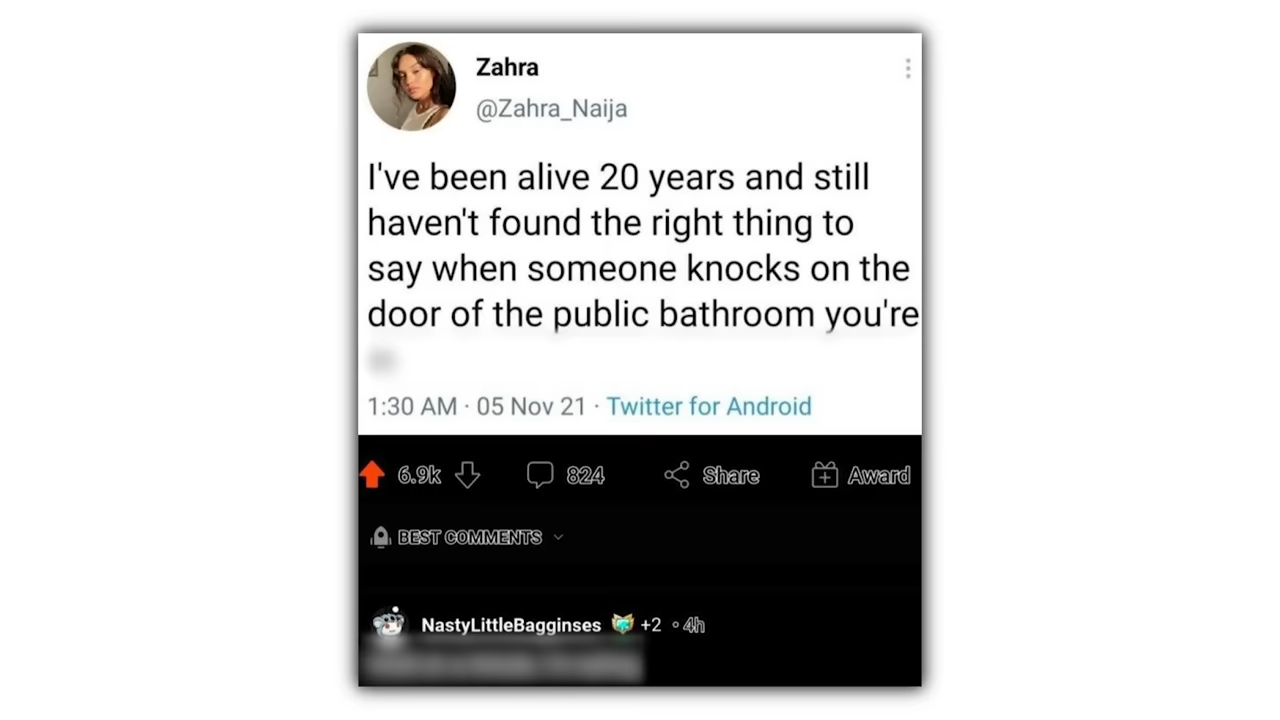 Zahra
@Zahra_Naija
I've been alive 20 years and still
haven't found the right thing to
say when someone knocks on the
door of the public bathroom you're
1:30 AM · 05 Nov 21 · Twitter for Android
6.9k 824 Share Award
BEST COMMENTS
NastyLittleBagginses +2 • 4h